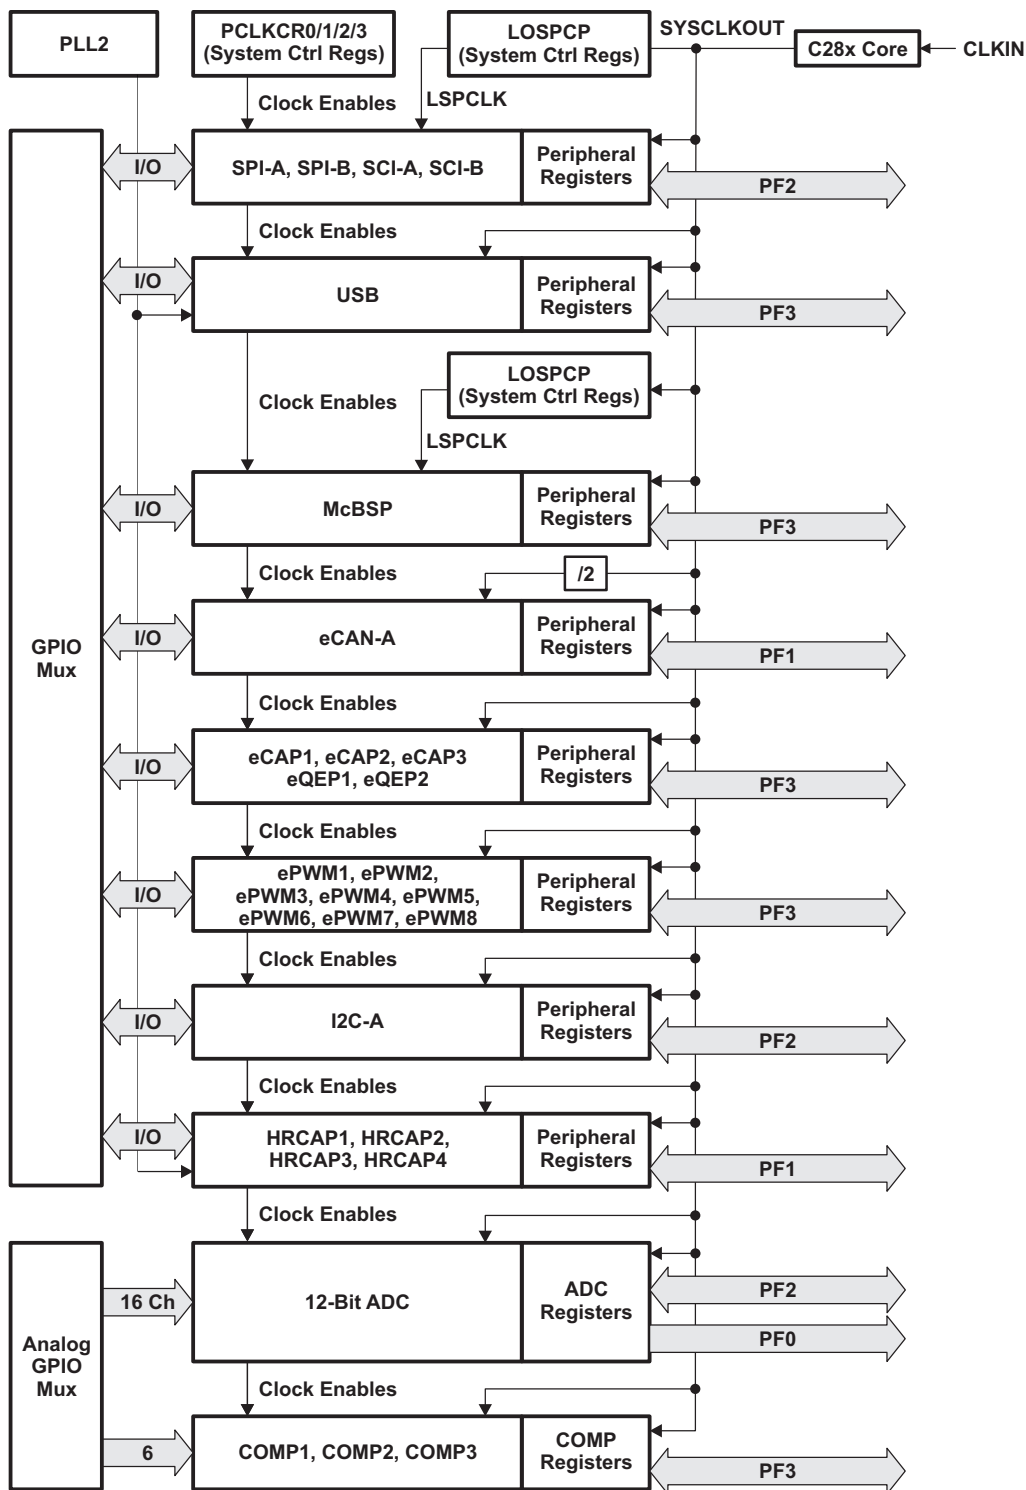 PLL2
PCLKCR0/1/2/3
(System Ctrl Regs)
LOSPCP
(System Ctrl Regs)
SYSCLKOUT
C28x Core
CLKIN
Clock Enables
LSPCLK
I/O
SPI-A, SPI-B, SCI-A, SCI-B
Peripheral
Registers
PF2
Clock Enables
I/O
USB
Peripheral
Registers
PF3
LOSPCP
(System Ctrl Regs)
Clock Enables
LSPCLK
I/O
McBSP
Peripheral
Registers
PF3
Clock Enables
/2
GPIO
Mux
I/O
eCAN-A
Peripheral
Registers
PF1
Clock Enables
I/O
eCAP1, eCAP2, eCAP3
eQEP1, eQEP2
Peripheral
Registers
PF3
Clock Enables
I/O
ePWM1, ePWM2,
ePWM3, ePWM4, ePWM5,
ePWM6, ePWM7, ePWM8
Peripheral
Registers
PF3
Clock Enables
I/O
I2C-A
Peripheral
Registers
PF2
Clock Enables
I/O
HRCAP1, HRCAP2,
HRCAP3, HRCAP4
Peripheral
Registers
PF1
Clock Enables
Analog
GPIO
Mux
16 Ch
12-Bit ADC
ADC
Registers
PF2
PF0
Clock Enables
6
COMP1, COMP2, COMP3
COMP
Registers
PF3